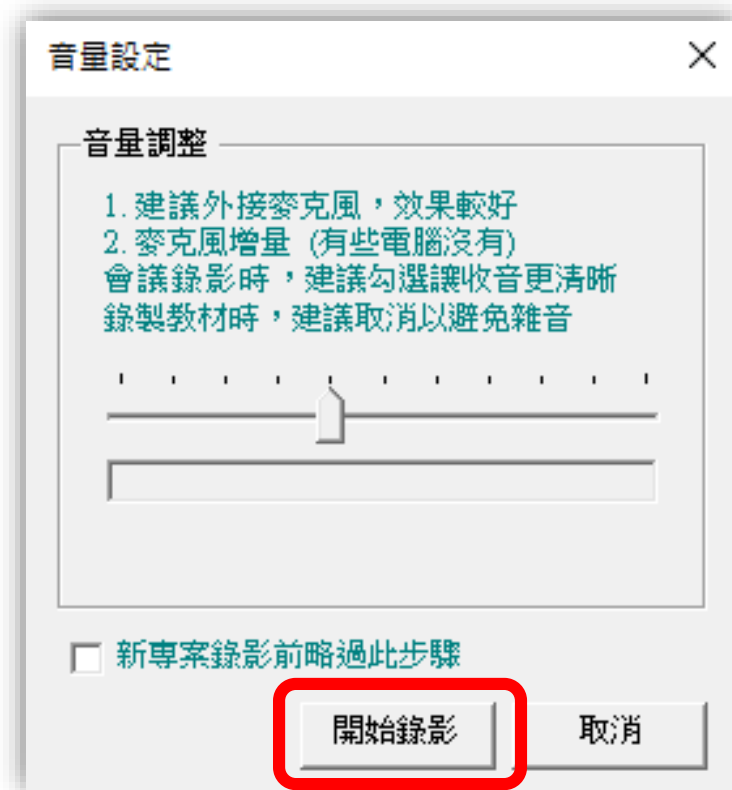 音量設定
音量調整
1.建議外接麥克風，效果較好
2.麥克風增量 (有些電腦沒有)
會議錄影時，建議勾選讓收音更清晰
錄製教材時，建議取消以避免雜音
新專案錄影前略過此步驟
開始錄影
取消